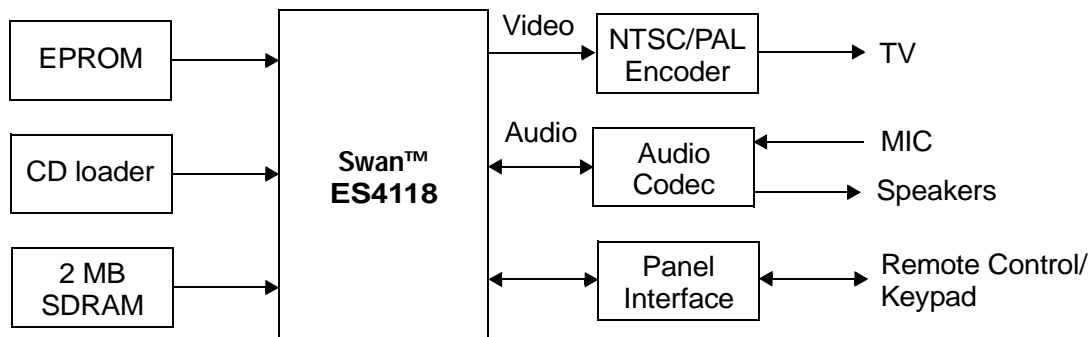 EPROM
CD loader
2 MB
SDRAM
Swan™
ES4118
Video
NTSC/PAL
Encoder
TV
Audio
Audio
Codec
MIC
Speakers
Panel
Interface
Remote Control/
Keypad